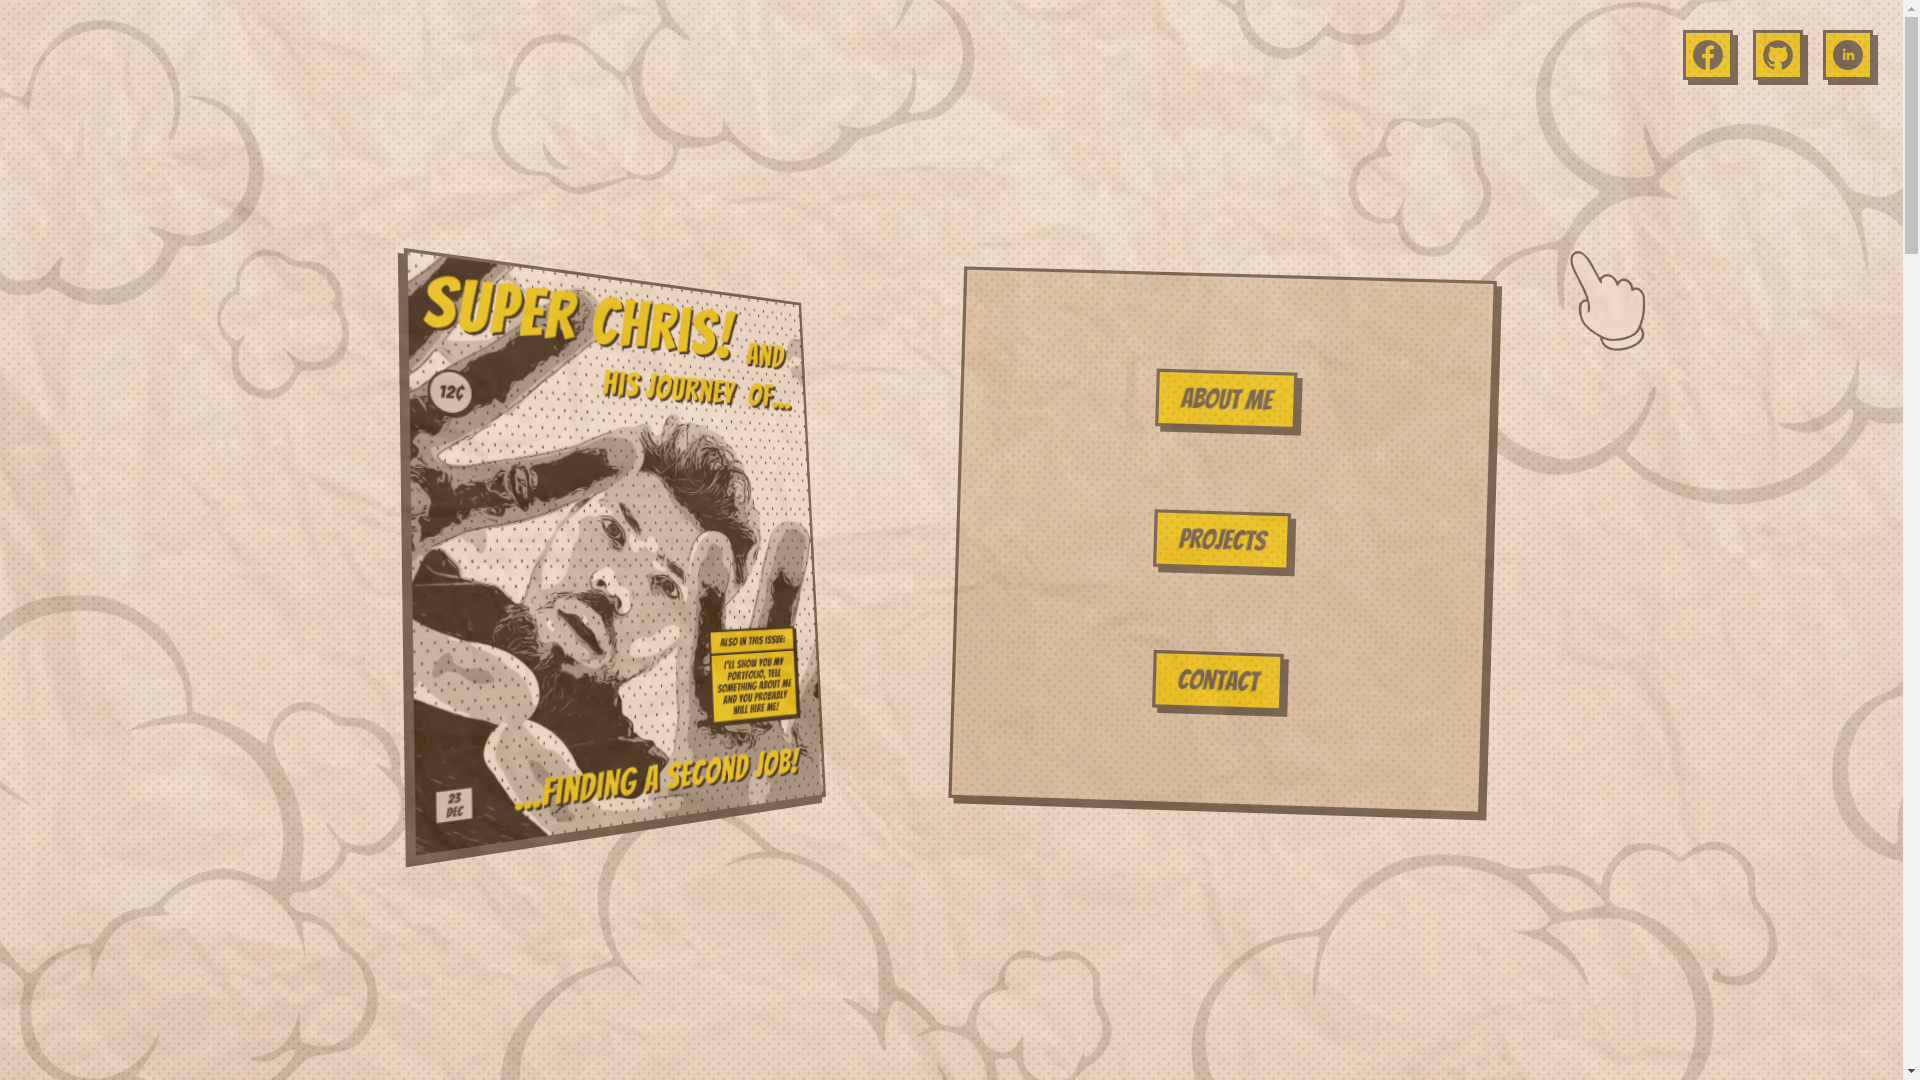 SUPER CHRIS! AND
HIS JOURNEY OF...
12¢
ALSO IN THIS ISSUE:
I'LL SHOW YOU MY
PORTFOLIO, TELL
SOMETHING ABOUT ME
AND YOU PROBABLY
WILL HIRE ME!
...FINDING A SECOND JOB!
23
DEC
ABOUT ME
PROJECTS
CONTACT